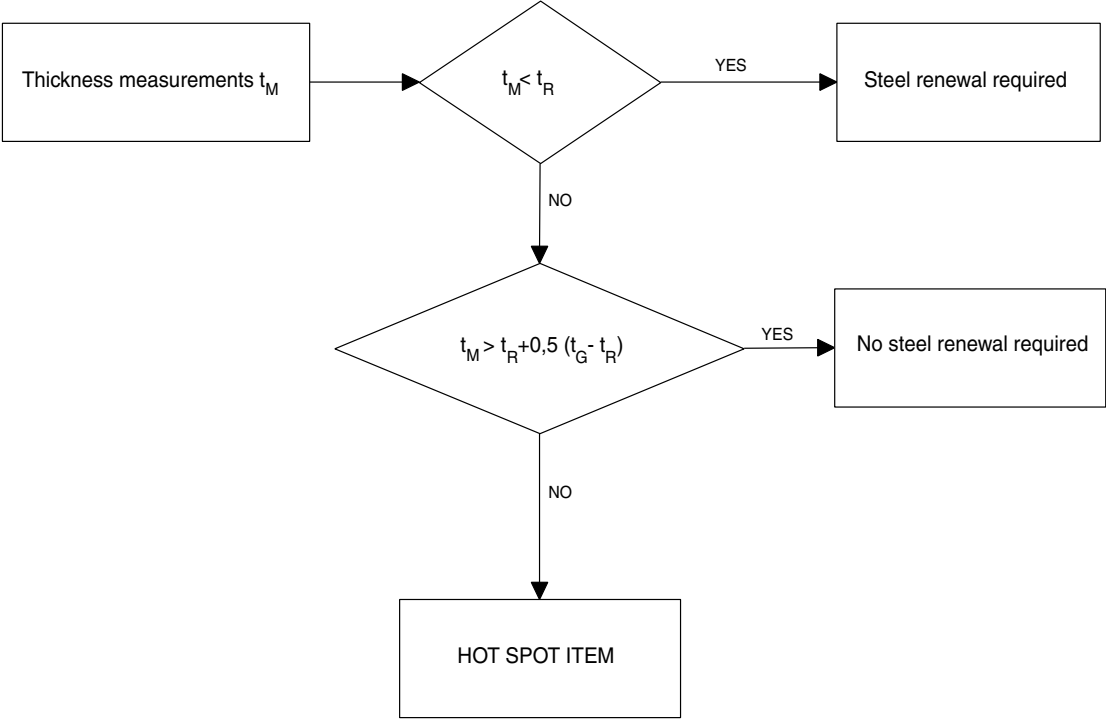 Thickness measurements t_M
t_M < t_R
YES
Steel renewal required
NO
t_M > t_R+0,5 (t_G- t_R)
YES
No steel renewal required
NO
HOT SPOT ITEM